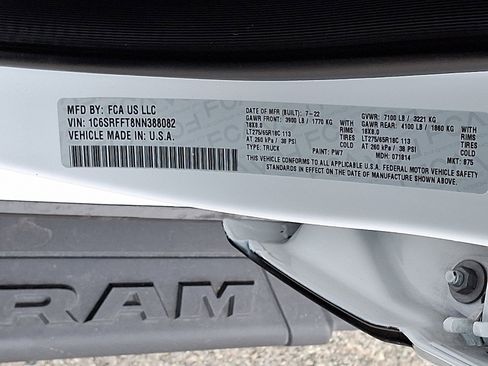 MFD BY: FCA US LLC
VIN: 1C6SRFFT8NN388082
VEHICLE MADE IN U.S.A.
DATE OF MFR (BUILT): 7-22 GVWR: 7100 LB / 3221 KG
GAWR FRONT: 3900 LB / 1770 KG WITH GAWR REAR: 4100 LB / 1860 KG WITH
18X8.0 RIMS 18X8.0 RIMS
LT275/65R18C 113 TIRES LT275/65R18C 113 TIRES
AT 260 kPa / 38 PSI COLD AT 260 kPa / 38 PSI COLD
TYPE: TRUCK PAINT: PW7 MDH: 071814 MKT: 875
THIS VEHICLE CONFORMS TO ALL APPLICABLE U.S.A. FEDERAL MOTOR VEHICLE SAFETY
STANDARDS IN EFFECT ON THE DATE OF MANUFACTURE SHOWN ABOVE.
RAM